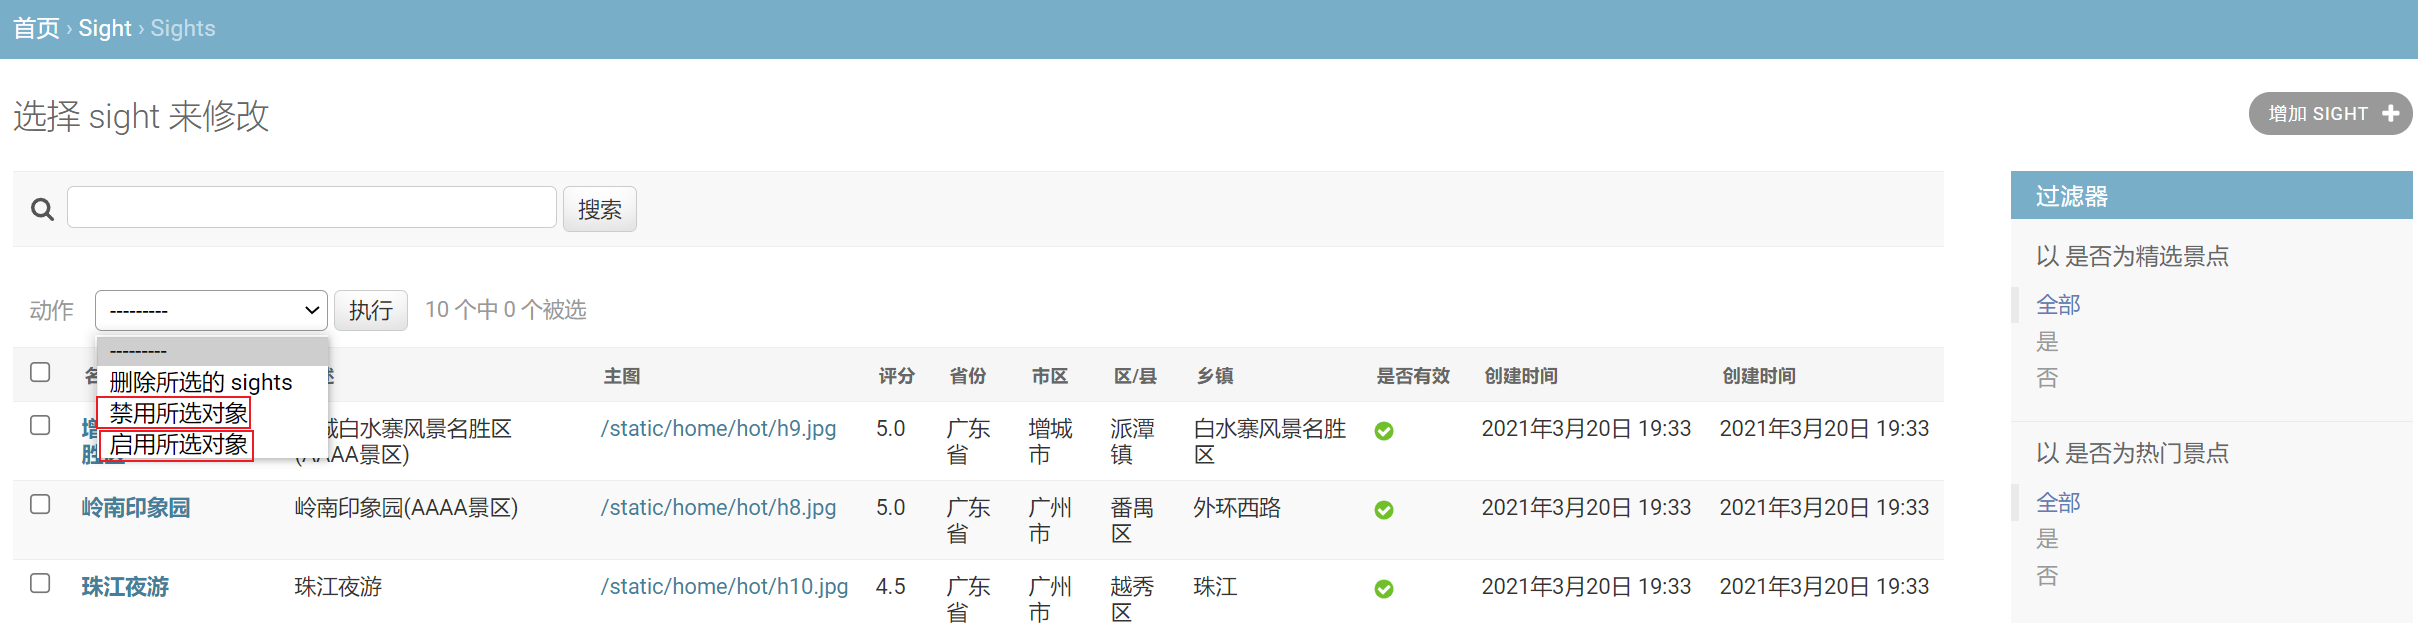 首页 › Sight › Sights
选择 sight 来修改
增加 SIGHT
搜索
动作 --------- 执行 10 个中 0 个被选
---------
删除所选的 sights
禁用所选对象
启用所选对象
主图 评分 省份 市区 区/县 乡镇 是否有效 创建时间 创建时间
城白水寨风景名胜区 /static/home/hot/h9.jpg 5.0 广东 增城 派潭 白水寨风景名胜 2021年3月20日 19:33 2021年3月20日 19:33
(AAAA景区) 省 市 镇 区
岭南印象园 岭南印象园(AAAA景区) /static/home/hot/h8.jpg 5.0 广东 广州 番禺 外环西路 2021年3月20日 19:33 2021年3月20日 19:33
省 市 区
珠江夜游 珠江夜游 /static/home/hot/h10.jpg 4.5 广东 广州 越秀 珠江 2021年3月20日 19:33 2021年3月20日 19:33
省 市 区
过滤器
以 是否为精选景点
全部
是
否
以 是否为热门景点
全部
是
否